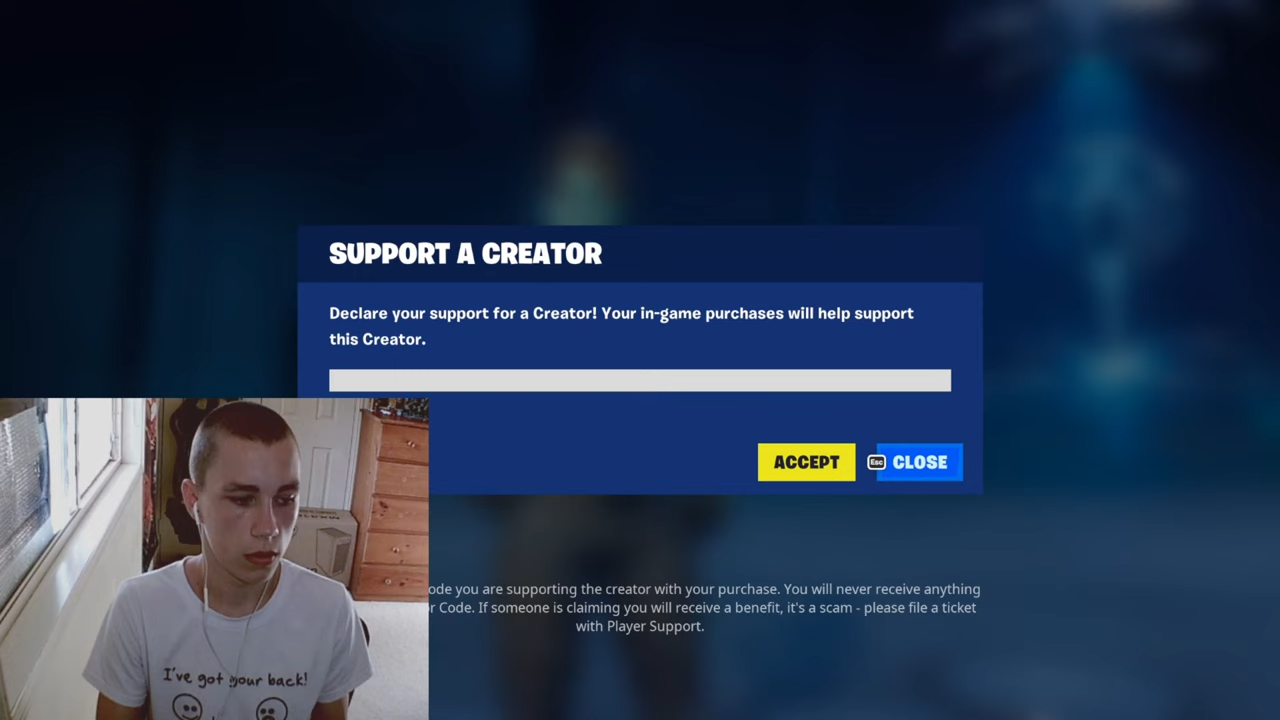 SUPPORT A CREATOR
Declare your support for a Creator! Your in-game purchases will help support
this Creator.
ACCEPT
Esc
CLOSE
you are supporting the creator with your purchase. You will never receive anything
Code. If someone is claiming you will receive a benefit, it's a scam - please file a ticket
with Player Support.
I've got your back!